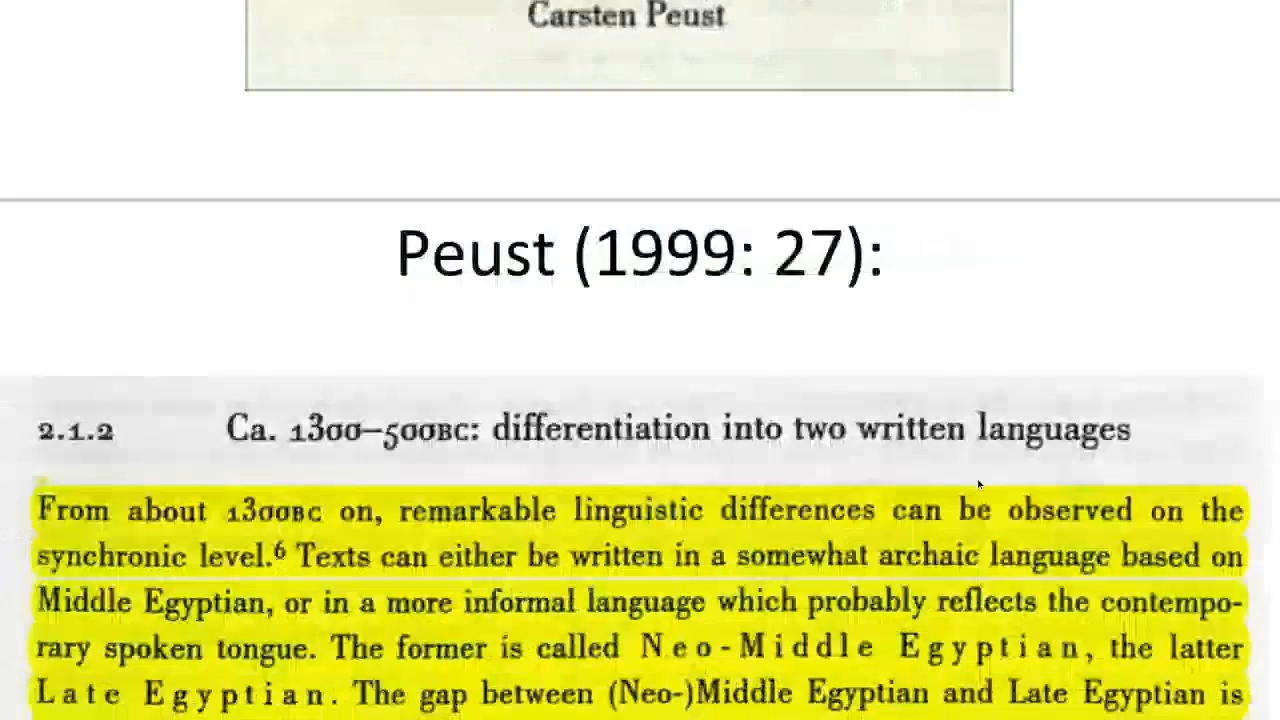 Carsten Peust
Peust (1999: 27):
2.1.2 Ca. 1300–500BC: differentiation into two written languages
From about 1300BC on, remarkable linguistic differences can be observed on the
synchronic level.⁶ Texts can either be written in a somewhat archaic language based on
Middle Egyptian, or in a more informal language which probably reflects the contempo-
rary spoken tongue. The former is called Neo-Middle Egyptian, the latter
Late Egyptian. The gap between (Neo-)Middle Egyptian and Late Egyptian is